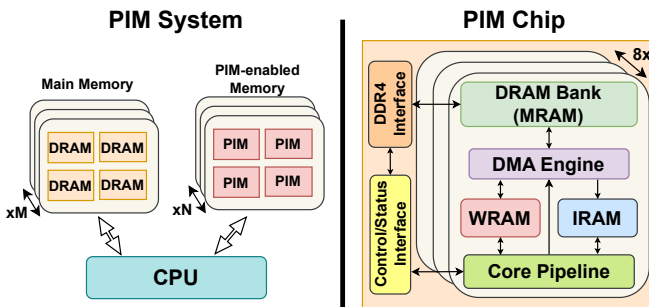 PIM System
Main Memory
PIM-enabled
Memory
DRAM DRAM
DRAM DRAM
xM
PIM PIM
PIM PIM
xN
CPU
PIM Chip
8x
DDR4
Interface
DRAM Bank
(MRAM)
DMA Engine
WRAM
IRAM
Control/Status
Interface
Core Pipeline